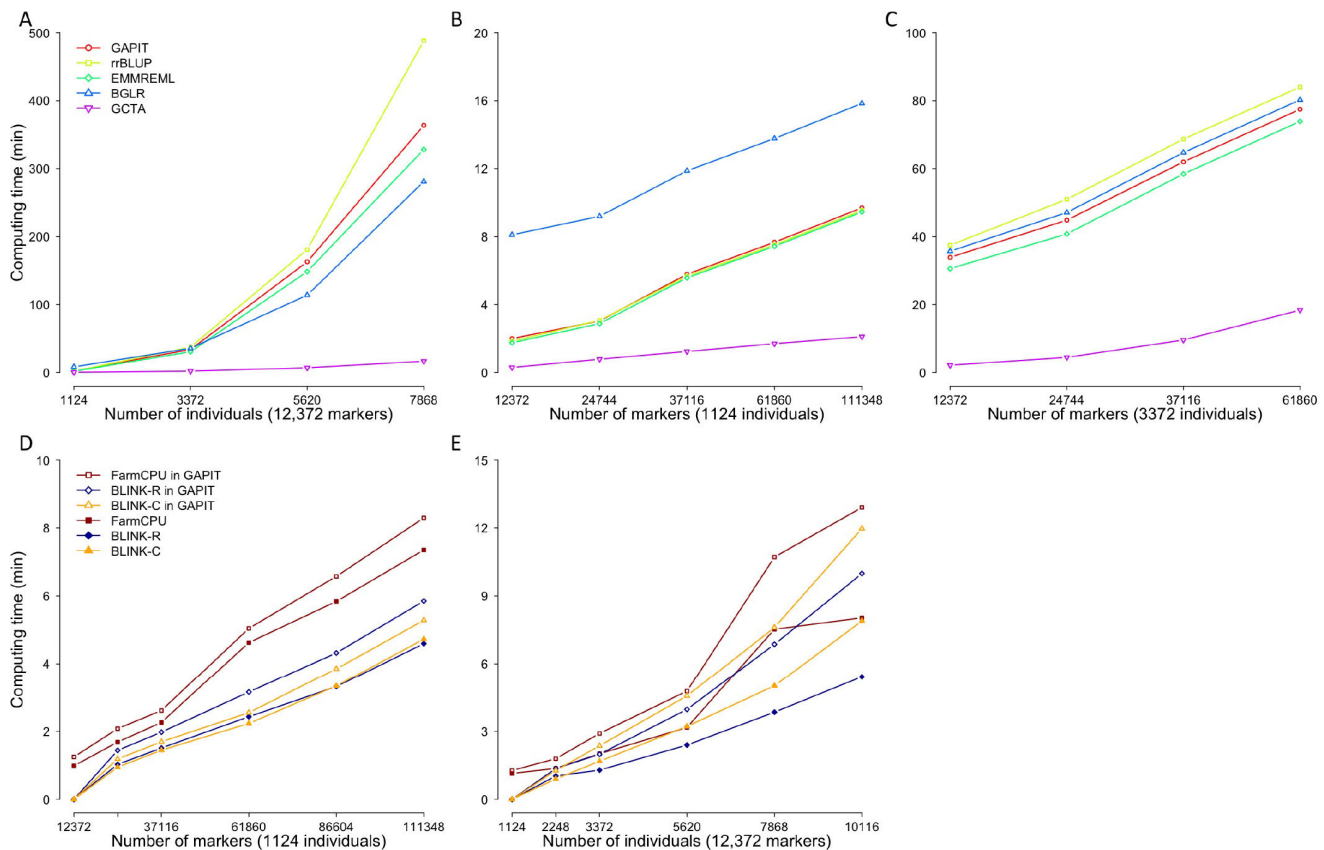 A
500
400
300
200
100
0
Computing time (min)
GAPIT
rrBLUP
EMMREML
BGLR
GCTA
1124 3372 5620 7868
Number of individuals (12,372 markers)
B
20
16
12
8
4
0
12372 24744 37116 61860 111348
Number of markers (1124 individuals)
C
100
80
60
40
20
0
12372 24744 37116 61860
Number of markers (3372 individuals)
D
10
8
6
4
2
0
Computing time (min)
FarmCPU in GAPIT
BLINK-R in GAPIT
BLINK-C in GAPIT
FarmCPU
BLINK-R
BLINK-C
12372 37116 61860 86604 111348
Number of markers (1124 individuals)
E
15
12
9
6
3
0
1124 2248 3372 5620 7868 10116
Number of individuals (12,372 markers)